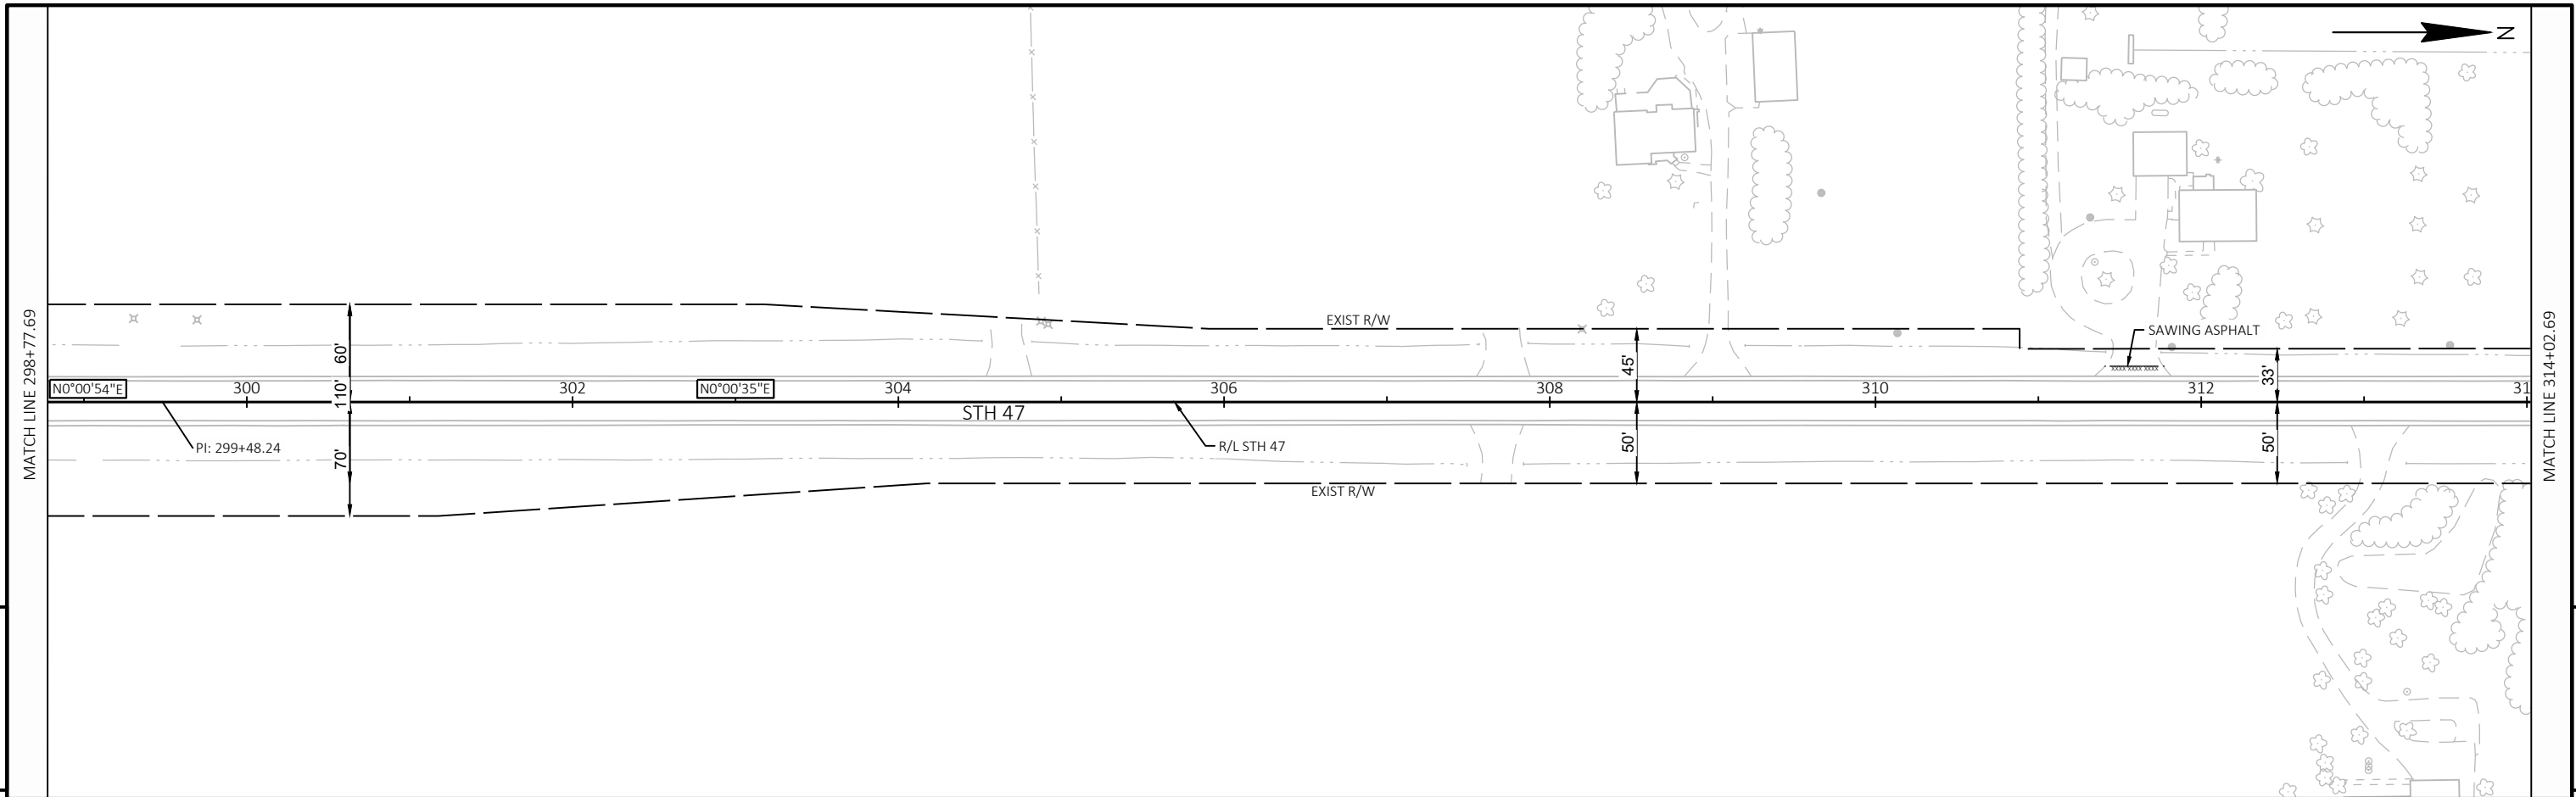 N
MATCH LINE 298+77.69
MATCH LINE 314+02.69
EXIST R/W
SAWING ASPHALT
60'
110'
70'
45'
50'
33'
50'
N0°00'54"E
300
302
N0°00'35"E
304
306
308
310
312
31
STH 47
PI: 299+48.24
R/L STH 47
EXIST R/W